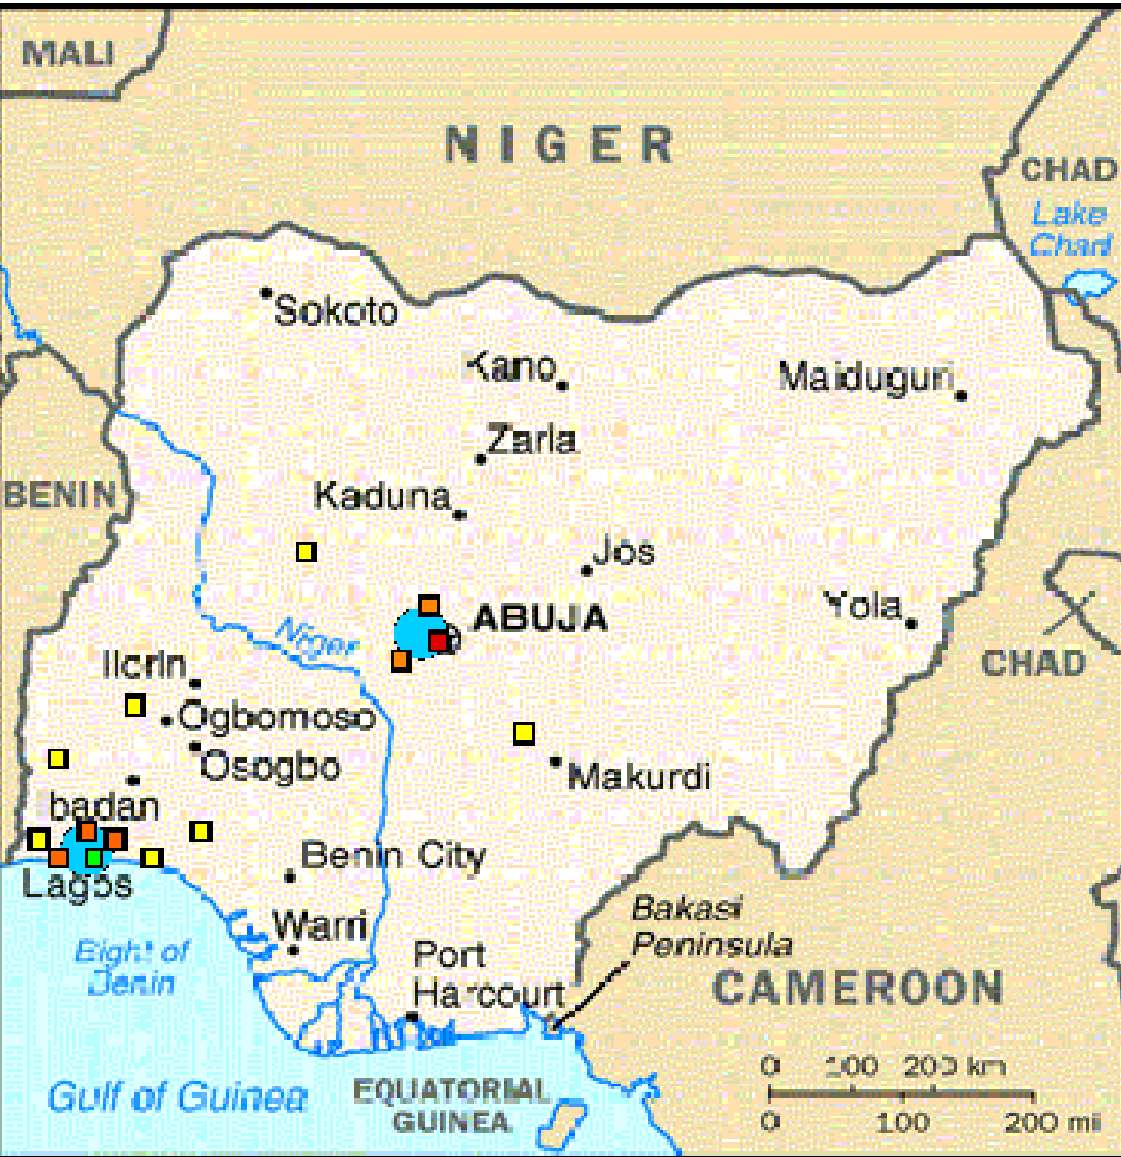 MALI
NIGER
CHAD
Lake
Chad
Sokoto
Kano
Maiduguri
Zaria
BENIN
Kaduna
Jos
ABUJA
Yola
Niger
Ilorin
CHAD
Ogbomoso
Osogbo
Makurdi
badan
Benin City
Lagos
Bakasi
Peninsula
Warri
Bight of
Benin
Port
Harcourt
CAMEROON
0 100 200 km
Gulf of Guinea
EQUATORIAL
GUINEA
0 100 200 mi